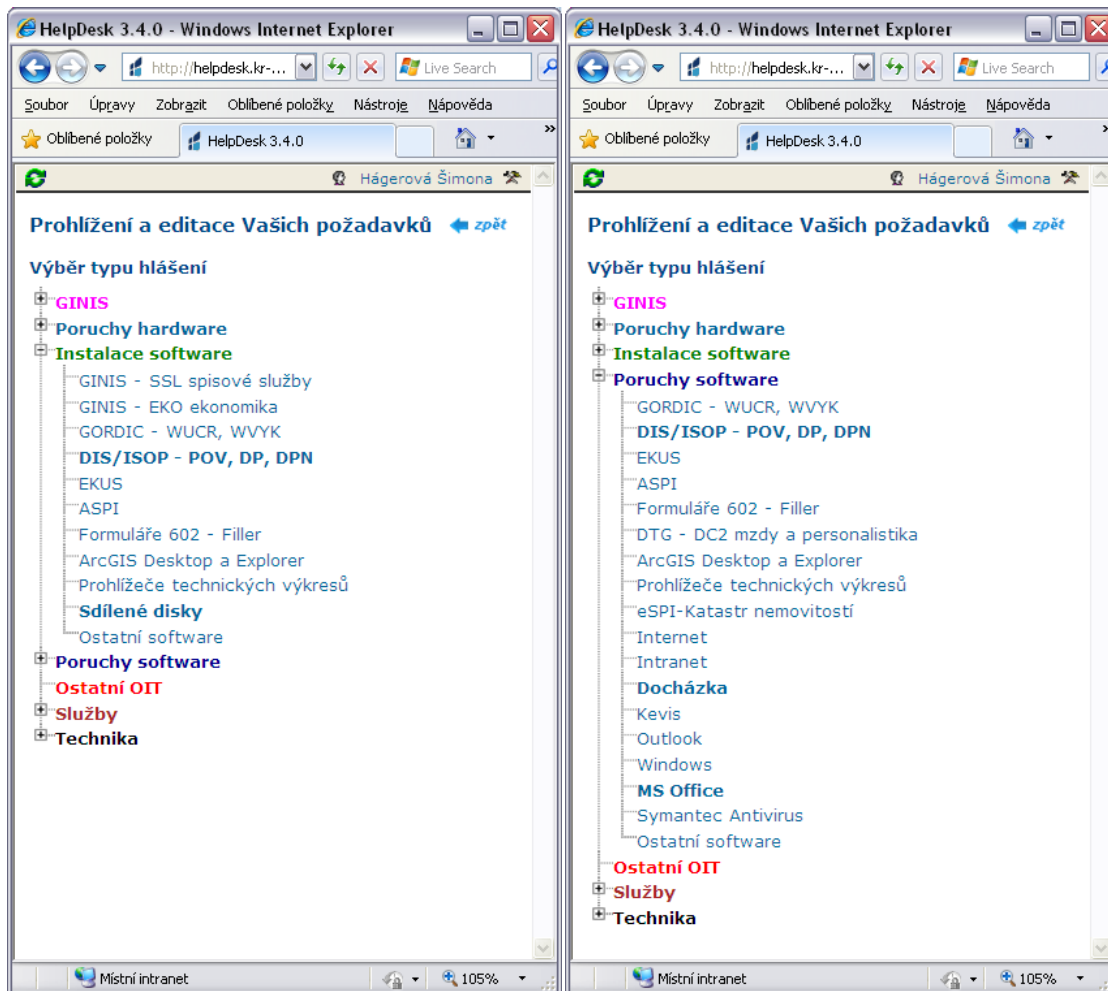 HelpDesk 3.4.0 - Windows Internet Explorer
http://helpdesk.kr-... Live Search
Soubor Úpravy Zobrazit Oblíbené položky Nástroje Nápověda
Oblíbené položky HelpDesk 3.4.0 »
Hágerová Šimona
Prohlížení a editace Vašich požadavků zpět
Výběr typu hlášení
GINIS
Poruchy hardware
Instalace software
GINIS - SSL spisové služby
GINIS - EKO ekonomika
GORDIC - WUCR, WVYK
DIS/ISOP - POV, DP, DPN
EKUS
ASPI
Formuláře 602 - Filler
ArcGIS Desktop a Explorer
Prohlížeče technických výkresů
Sdílené disky
Ostatní software
Poruchy software
Ostatní OIT
Služby
Technika
Místní intranet 105%
HelpDesk 3.4.0 - Windows Internet Explorer
http://helpdesk.kr-... Live Search
Soubor Úpravy Zobrazit Oblíbené položky Nástroje Nápověda
Oblíbené položky HelpDesk 3.4.0
Hágerová Šimona
Prohlížení a editace Vašich požadavků zpět
Výběr typu hlášení
GINIS
Poruchy hardware
Instalace software
Poruchy software
GORDIC - WUCR, WVYK
DIS/ISOP - POV, DP, DPN
EKUS
ASPI
Formuláře 602 - Filler
DTG - DC2 mzdy a personalistika
ArcGIS Desktop a Explorer
Prohlížeče technických výkresů
eSPI-Katastr nemovitostí
Internet
Intranet
Docházka
Kevis
Outlook
Windows
MS Office
Symantec Antivirus
Ostatní software
Ostatní OIT
Služby
Technika
Místní intranet 105%